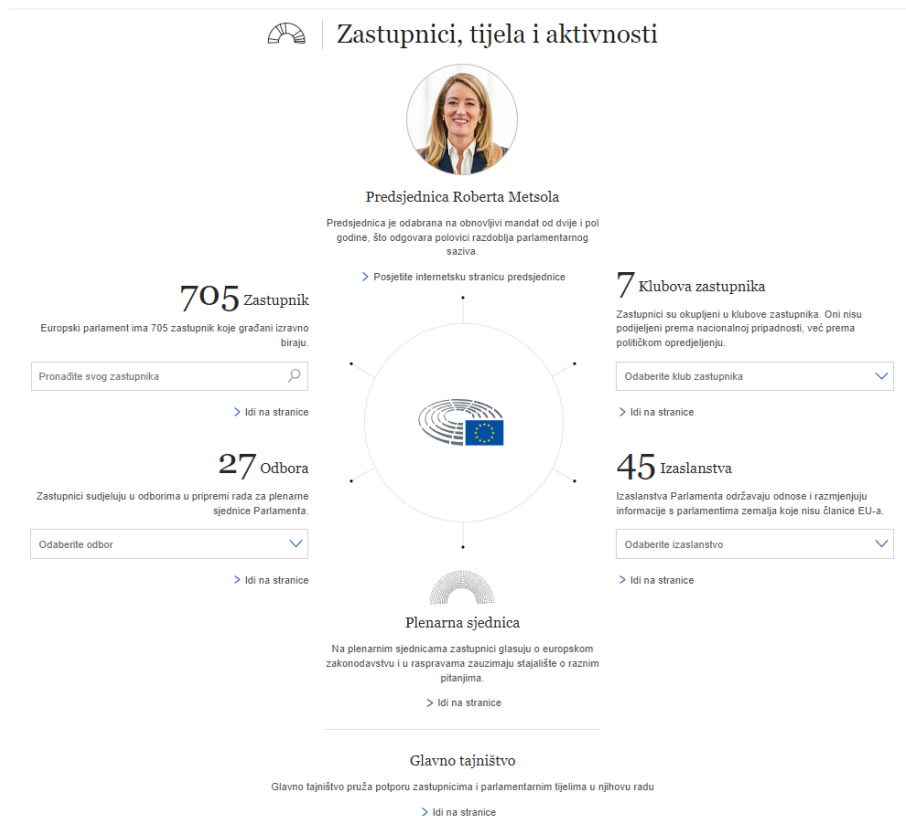 Zastupnici, tijela i aktivnosti
Predsjednica Roberta Metsola
Predsjednica je odabrana na obnovljivi mandat od dvije i pol
godine, što odgovara polovici razdoblja parlamentarnog
saziva.
Posjetite internetsku stranicu predsjednice
705 Zastupnik
Europski parlament ima 705 zastupnik koje građani izravno
biraju.
Pronađite svog zastupnika
Idi na stranice
7 Klubova zastupnika
Zastupnici su okupljeni u klubove zastupnika. Oni nisu
podijeljeni prema nacionalnoj pripadnosti, već prema
političkom opredjeljenju.
Odaberite klub zastupnika
Idi na stranice
27 Odbora
Zastupnici sudjeluju u odborima u pripremi rada za plenarne
sjednice Parlamenta.
Odaberite odbor
Idi na stranice
45 Izaslanstva
Izaslanstva Parlamenta održavaju odnose i razmjenjuju
informacije s parlamentima zemalja koje nisu članice EU-a.
Odaberite izaslanstvo
Idi na stranice
Plenarna sjednica
Na plenarnim sjednicama zastupnici glasuju o europskom
zakonodavstvu i u raspravama zauzimaju stajalište o raznim
pitanjima.
Idi na stranice
Glavno tajništvo
Glavno tajništvo pruža potporu zastupnicima i parlamentarnim tijelima u njihovu radu
Idi na stranice